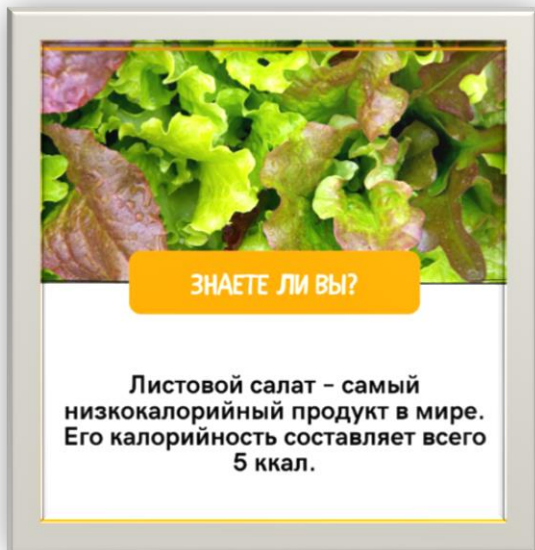 ЗНАЕТЕ ЛИ ВЫ?
Листовой салат – самый
низкокалорийный продукт в мире.
Его калорийность составляет всего
5 ккал.